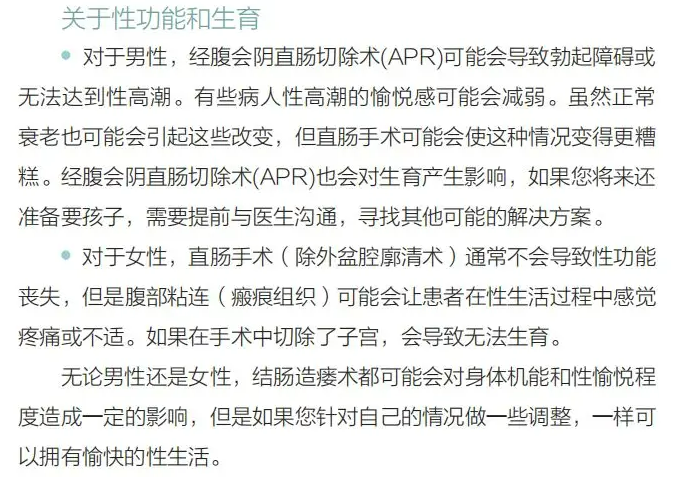 关于性功能和生育
● 对于男性，经腹会阴直肠切除术(APR)可能会导致勃起障碍或
无法达到性高潮。有些病人性高潮的愉悦感可能会减弱。虽然正常
衰老也可能会引起这些改变，但直肠手术可能会使这种情况变得更糟
糕。经腹会阴直肠切除术(APR)也会对生育产生影响，如果您将来还
准备要孩子，需要提前与医生沟通，寻找其他可能的解决方案。
● 对于女性，直肠手术（除外盆腔廓清术）通常不会导致性功能
丧失，但是腹部粘连（瘢痕组织）可能会让患者在性生活过程中感觉
疼痛或不适。如果在手术中切除了子宫，会导致无法生育。
无论男性还是女性，结肠造瘘术都可能会对身体机能和性愉悦程
度造成一定的影响，但是如果您针对自己的情况做一些调整，一样可
以拥有愉快的性生活。